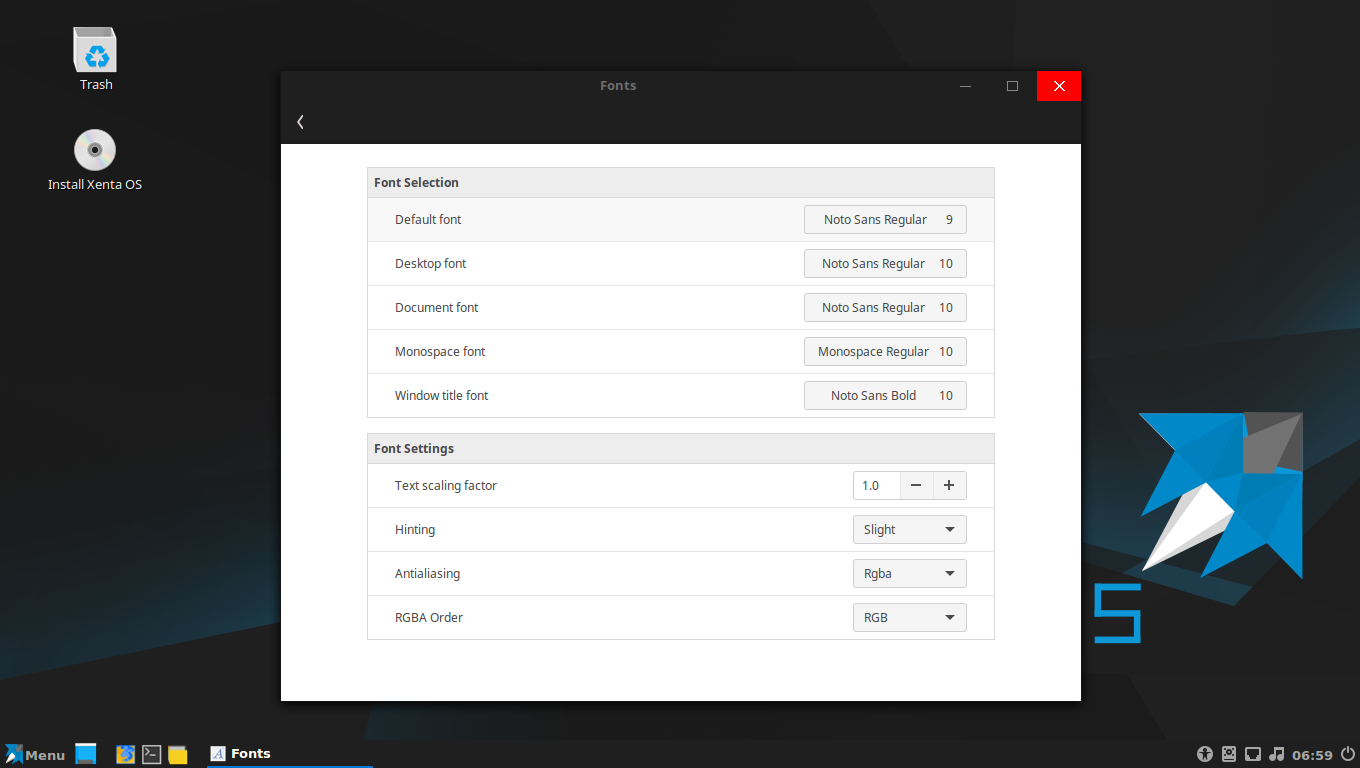 Trash
Install Xenta OS
Fonts
Font Selection
Default font Noto Sans Regular 9
Desktop font Noto Sans Regular 10
Document font Noto Sans Regular 10
Monospace font Monospace Regular 10
Window title font Noto Sans Bold 10
Font Settings
Text scaling factor 1.0
Hinting Slight
Antialiasing Rgba
RGBA Order RGB
S
Menu
Fonts
06:59